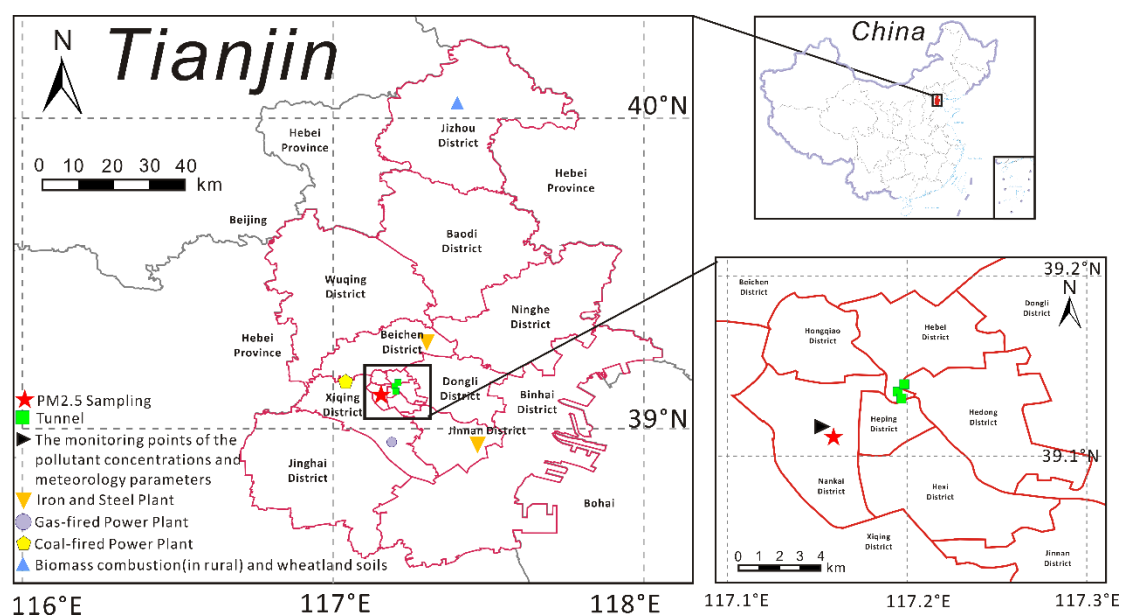 Tianjin
N
0 10 20 30 40
km
Hebei
Province
Jizhou
District
40°N
Hebei
Province
Beijing
Baodi
District
Wuqing
District
Ninghe
District
Hebei
Province
Beichen
District
Xiqing
District
Dongli
District
Binhai
District
39°N
Jinnan District
Jinghai
District
Bohai
PM2.5 Sampling
Tunnel
The monitoring points of the
pollutant concentrations and
meteorology parameters
Iron and Steel Plant
Gas-fired Power Plant
Coal-fired Power Plant
Biomass combustion(in rural) and wheatland soils
116°E
117°E
118°E
China
39.2°N
Beichen
District
N
Dongli
District
Hongqiao
District
Hebei
District
Heping
District
Hedong
District
39.1°N
Nankai
District
Hexi
District
Xiqing
District
Jinnan
District
0 1 2 3 4
km
117.1°E
117.2°E
117.3°E